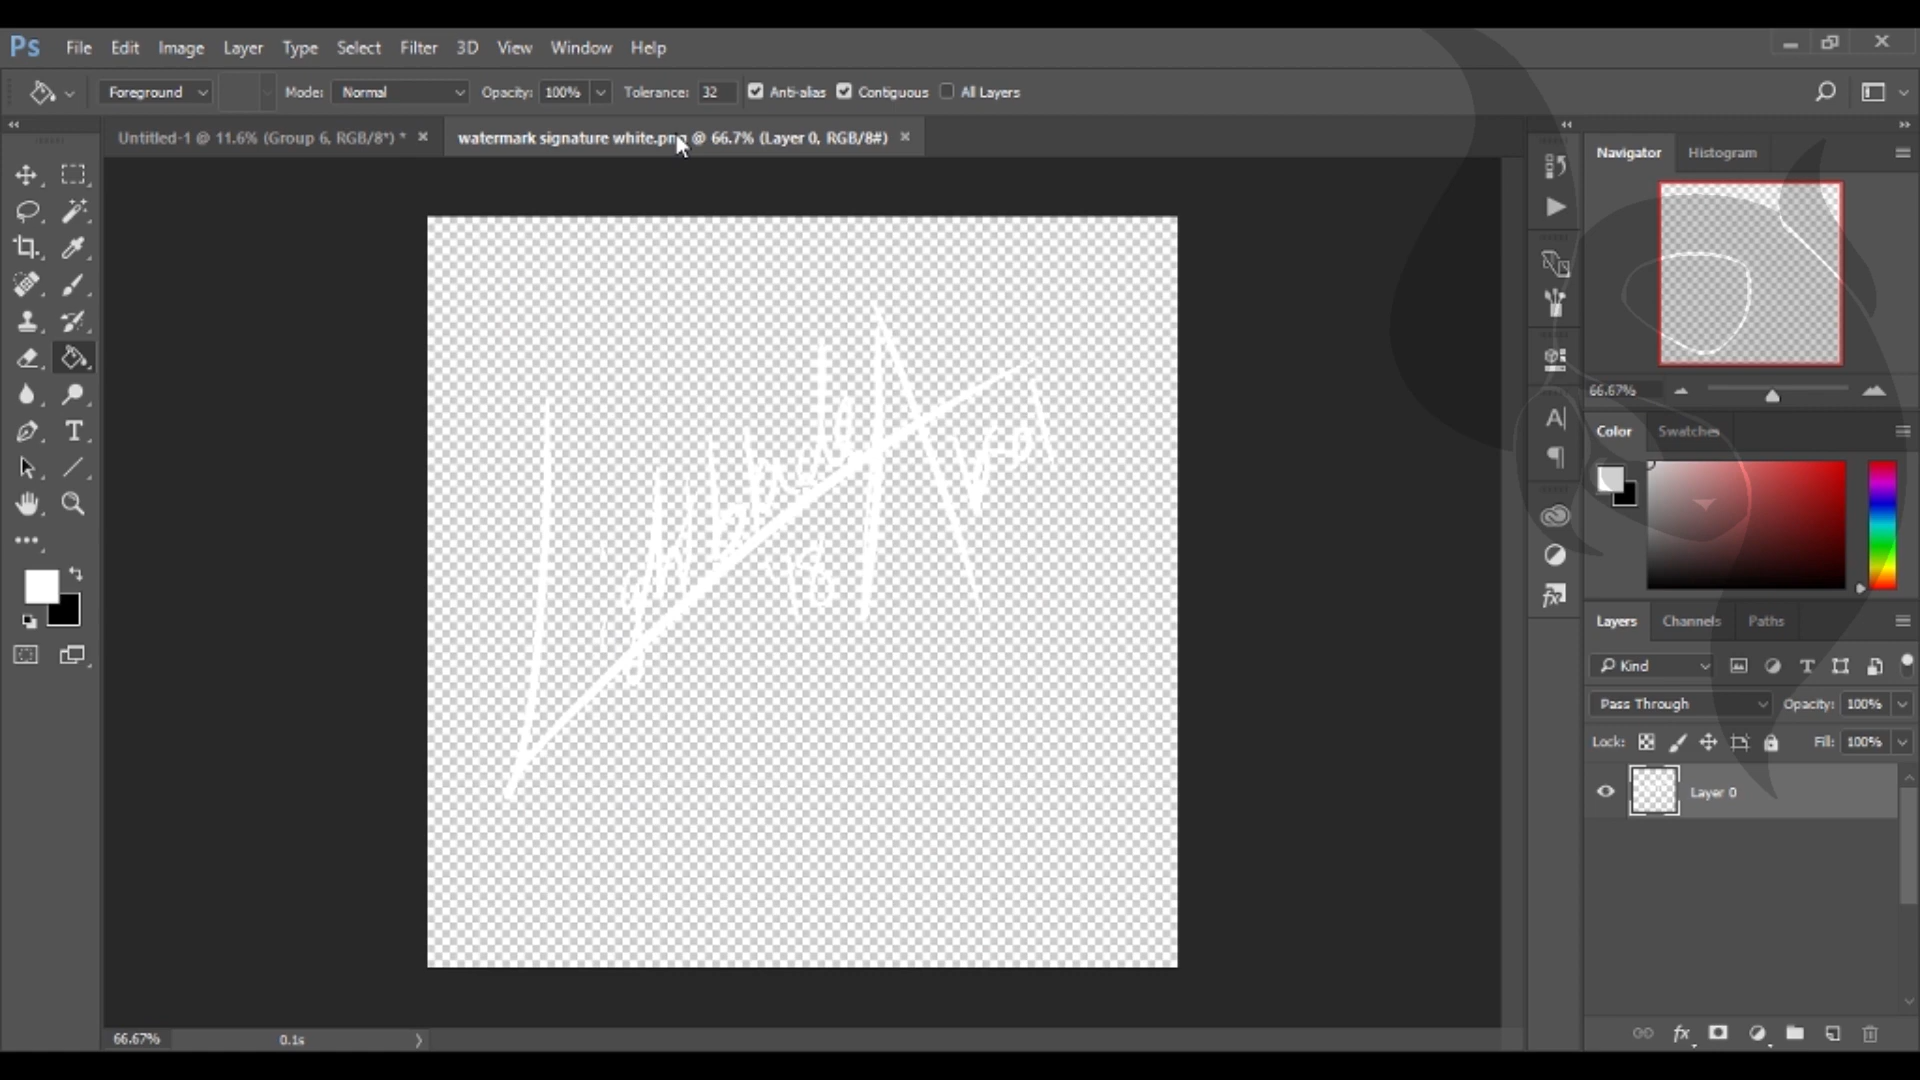 Ps File Edit Image Layer Type Select Filter 3D View Window Help
Foreground Mode: Normal Opacity: 100% Tolerance: 32 Anti-alias Contiguous All Layers
Untitled-1 @ 11.6% (Group 6, RGB/8*) * × watermark signature white.png @ 66.7% (Layer 0, RGB/8#) ×
Navigator Histogram
66.67%
Color Swatches
Layers Channels Paths
Kind
Pass Through Opacity: 100%
Lock: Fill: 100%
Layer 0
18
66.67% 0.1s